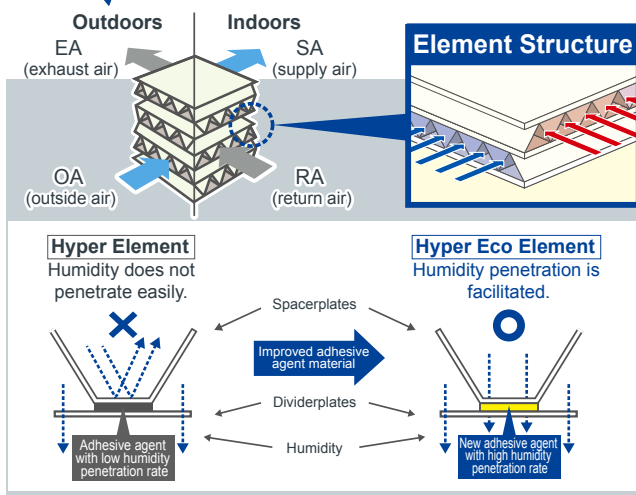 Outdoors
Indoors
EA
(exhaust air)
SA
(supply air)
OA
(outside air)
RA
(return air)
Element Structure
Hyper Element
Humidity does not
penetrate easily.
Hyper Eco Element
Humidity penetration is
facilitated.
Spacerplates
Improved adhesive
agent material
Dividerplates
Humidity
Adhesive agent
with low humidity
penetration rate
New adhesive agent
with high humidity
penetration rate